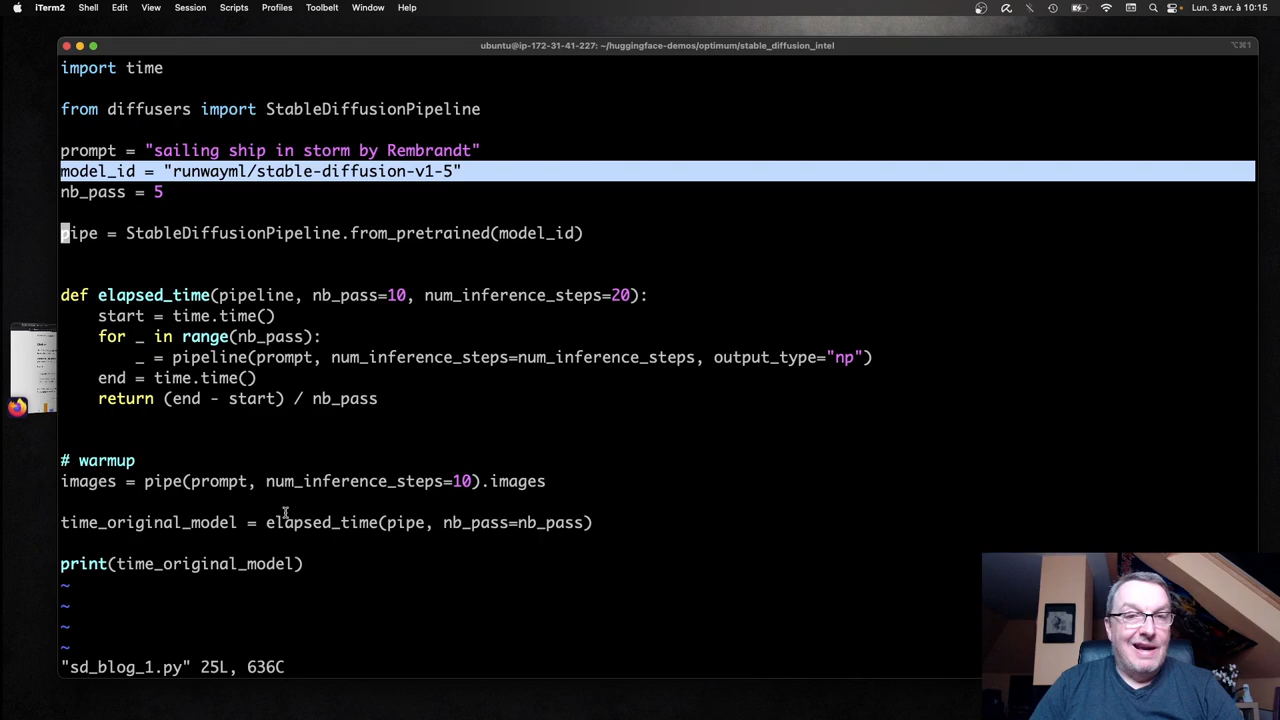 iTerm2 Shell Edit View Session Scripts Profiles Toolbelt Window Help Lun. 3 avr. à 10:15
ubuntu@ip-172-31-41-227: ~/huggingface-demos/optimum/stable_diffusion_intel ⌥⌘1
import time
from diffusers import StableDiffusionPipeline
prompt = "sailing ship in storm by Rembrandt"
model_id = "runwayml/stable-diffusion-v1-5"
nb_pass = 5
pipe = StableDiffusionPipeline.from_pretrained(model_id)
def elapsed_time(pipeline, nb_pass=10, num_inference_steps=20):
    start = time.time()
    for _ in range(nb_pass):
        _ = pipeline(prompt, num_inference_steps=num_inference_steps, output_type="np")
    end = time.time()
    return (end - start) / nb_pass
# warmup
images = pipe(prompt, num_inference_steps=10).images
time_original_model = elapsed_time(pipe, nb_pass=nb_pass)
print(time_original_model)
~
~
~
~
"sd_blog_1.py" 25L, 636C